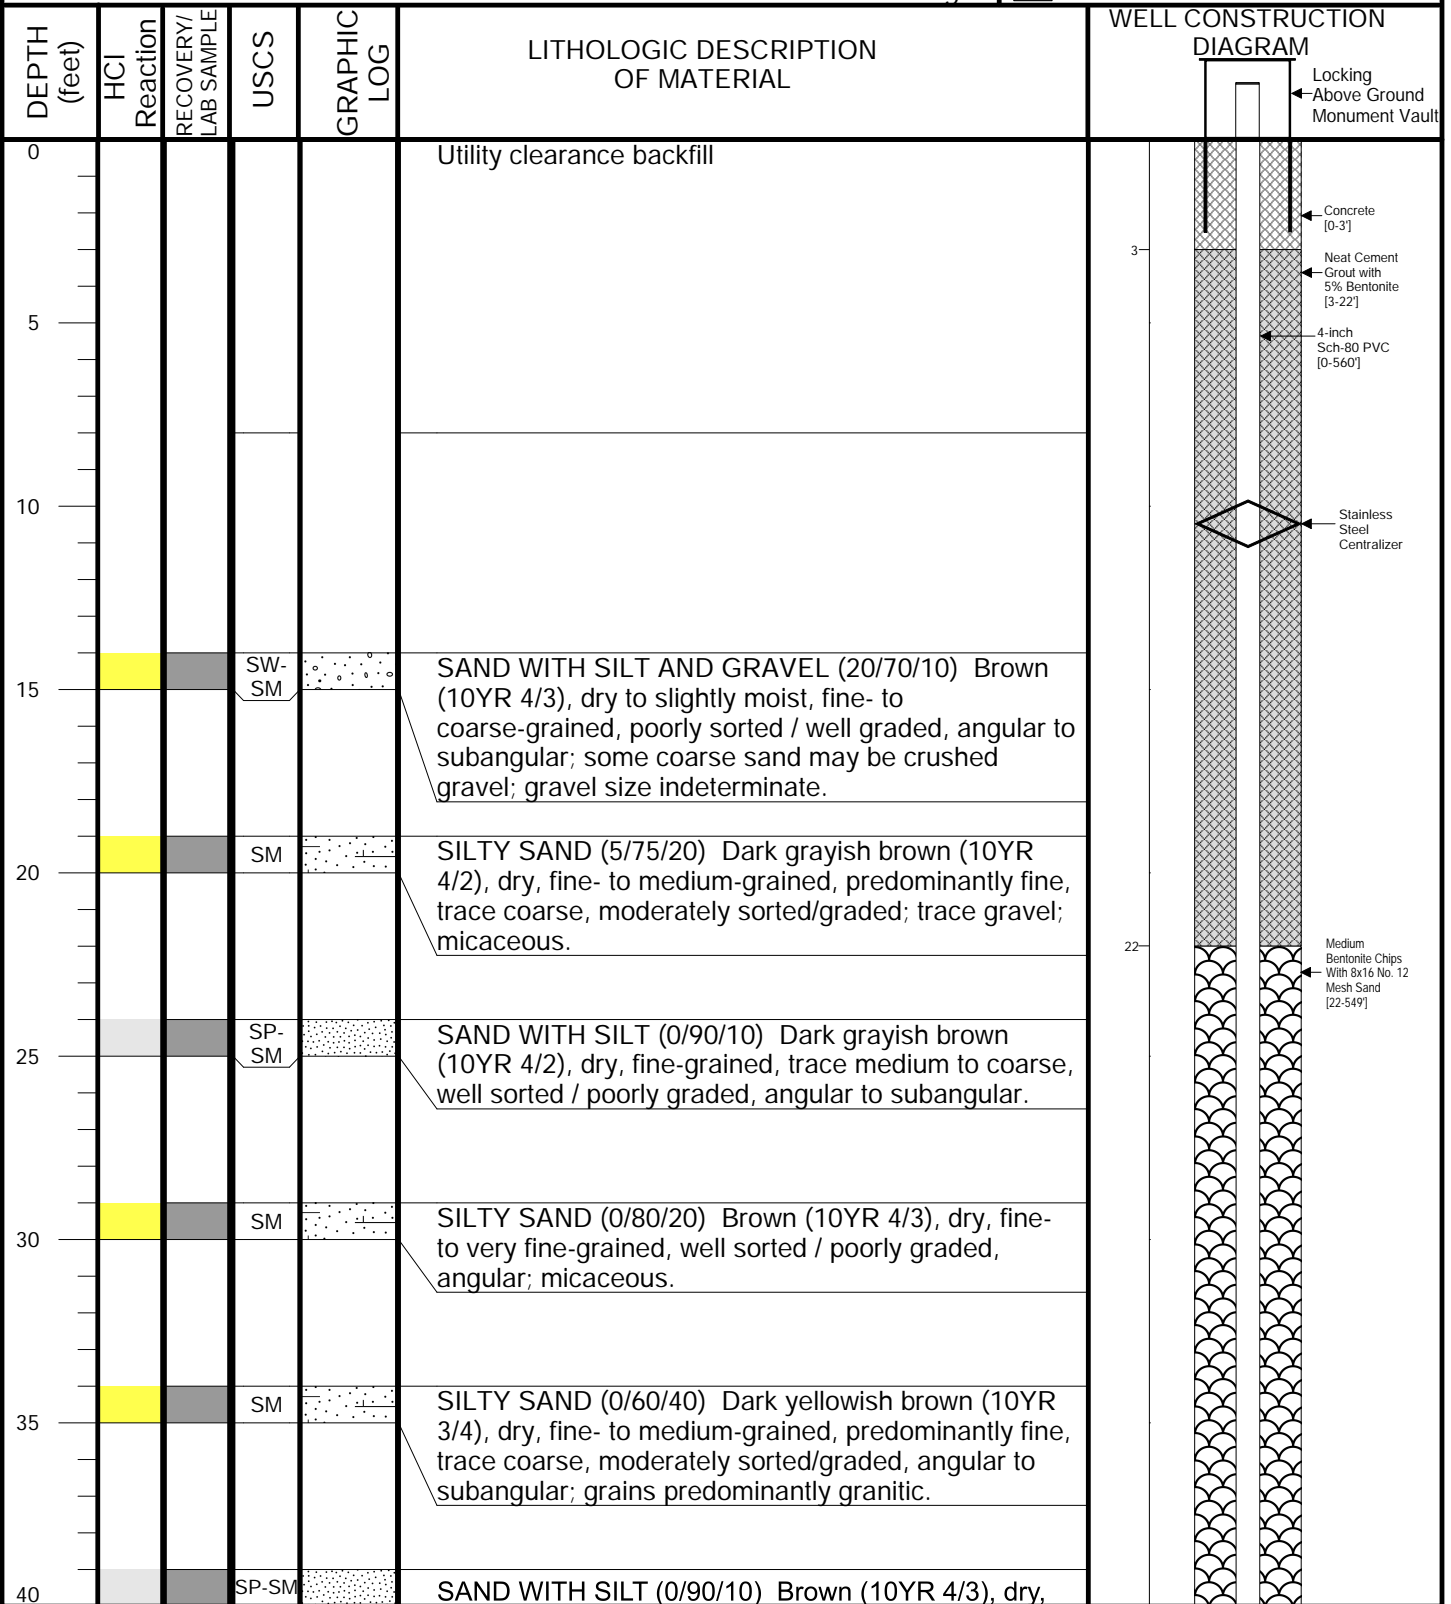 DEPTH
(feet)
HCl
Reaction
RECOVERY/
LAB SAMPLE
USCS
GRAPHIC
LOG
LITHOLOGIC DESCRIPTION
OF MATERIAL
WELL CONSTRUCTION
DIAGRAM
Locking
Above Ground
Monument Vault
0
Utility clearance backfill
Concrete
[0-3']
3
Neat Cement
Grout with
5% Bentonite
[3-22']
5
4-inch
Sch-80 PVC
[0-560']
10
Stainless
Steel
Centralizer
15
SW-
SM
SAND WITH SILT AND GRAVEL (20/70/10) Brown
(10YR 4/3), dry to slightly moist, fine- to
coarse-grained, poorly sorted / well graded, angular to
subangular; some coarse sand may be crushed
gravel; gravel size indeterminate.
20
SM
SILTY SAND (5/75/20) Dark grayish brown (10YR
4/2), dry, fine- to medium-grained, predominantly fine,
trace coarse, moderately sorted/graded; trace gravel;
micaceous.
22
Medium
Bentonite Chips
With 8x16 No. 12
Mesh Sand
[22-549']
25
SP-
SM
SAND WITH SILT (0/90/10) Dark grayish brown
(10YR 4/2), dry, fine-grained, trace medium to coarse,
well sorted / poorly graded, angular to subangular.
30
SM
SILTY SAND (0/80/20) Brown (10YR 4/3), dry, fine-
to very fine-grained, well sorted / poorly graded,
angular; micaceous.
35
SM
SILTY SAND (0/60/40) Dark yellowish brown (10YR
3/4), dry, fine- to medium-grained, predominantly fine,
trace coarse, moderately sorted/graded, angular to
subangular; grains predominantly granitic.
40
SP-SM
SAND WITH SILT (0/90/10) Brown (10YR 4/3), dry,